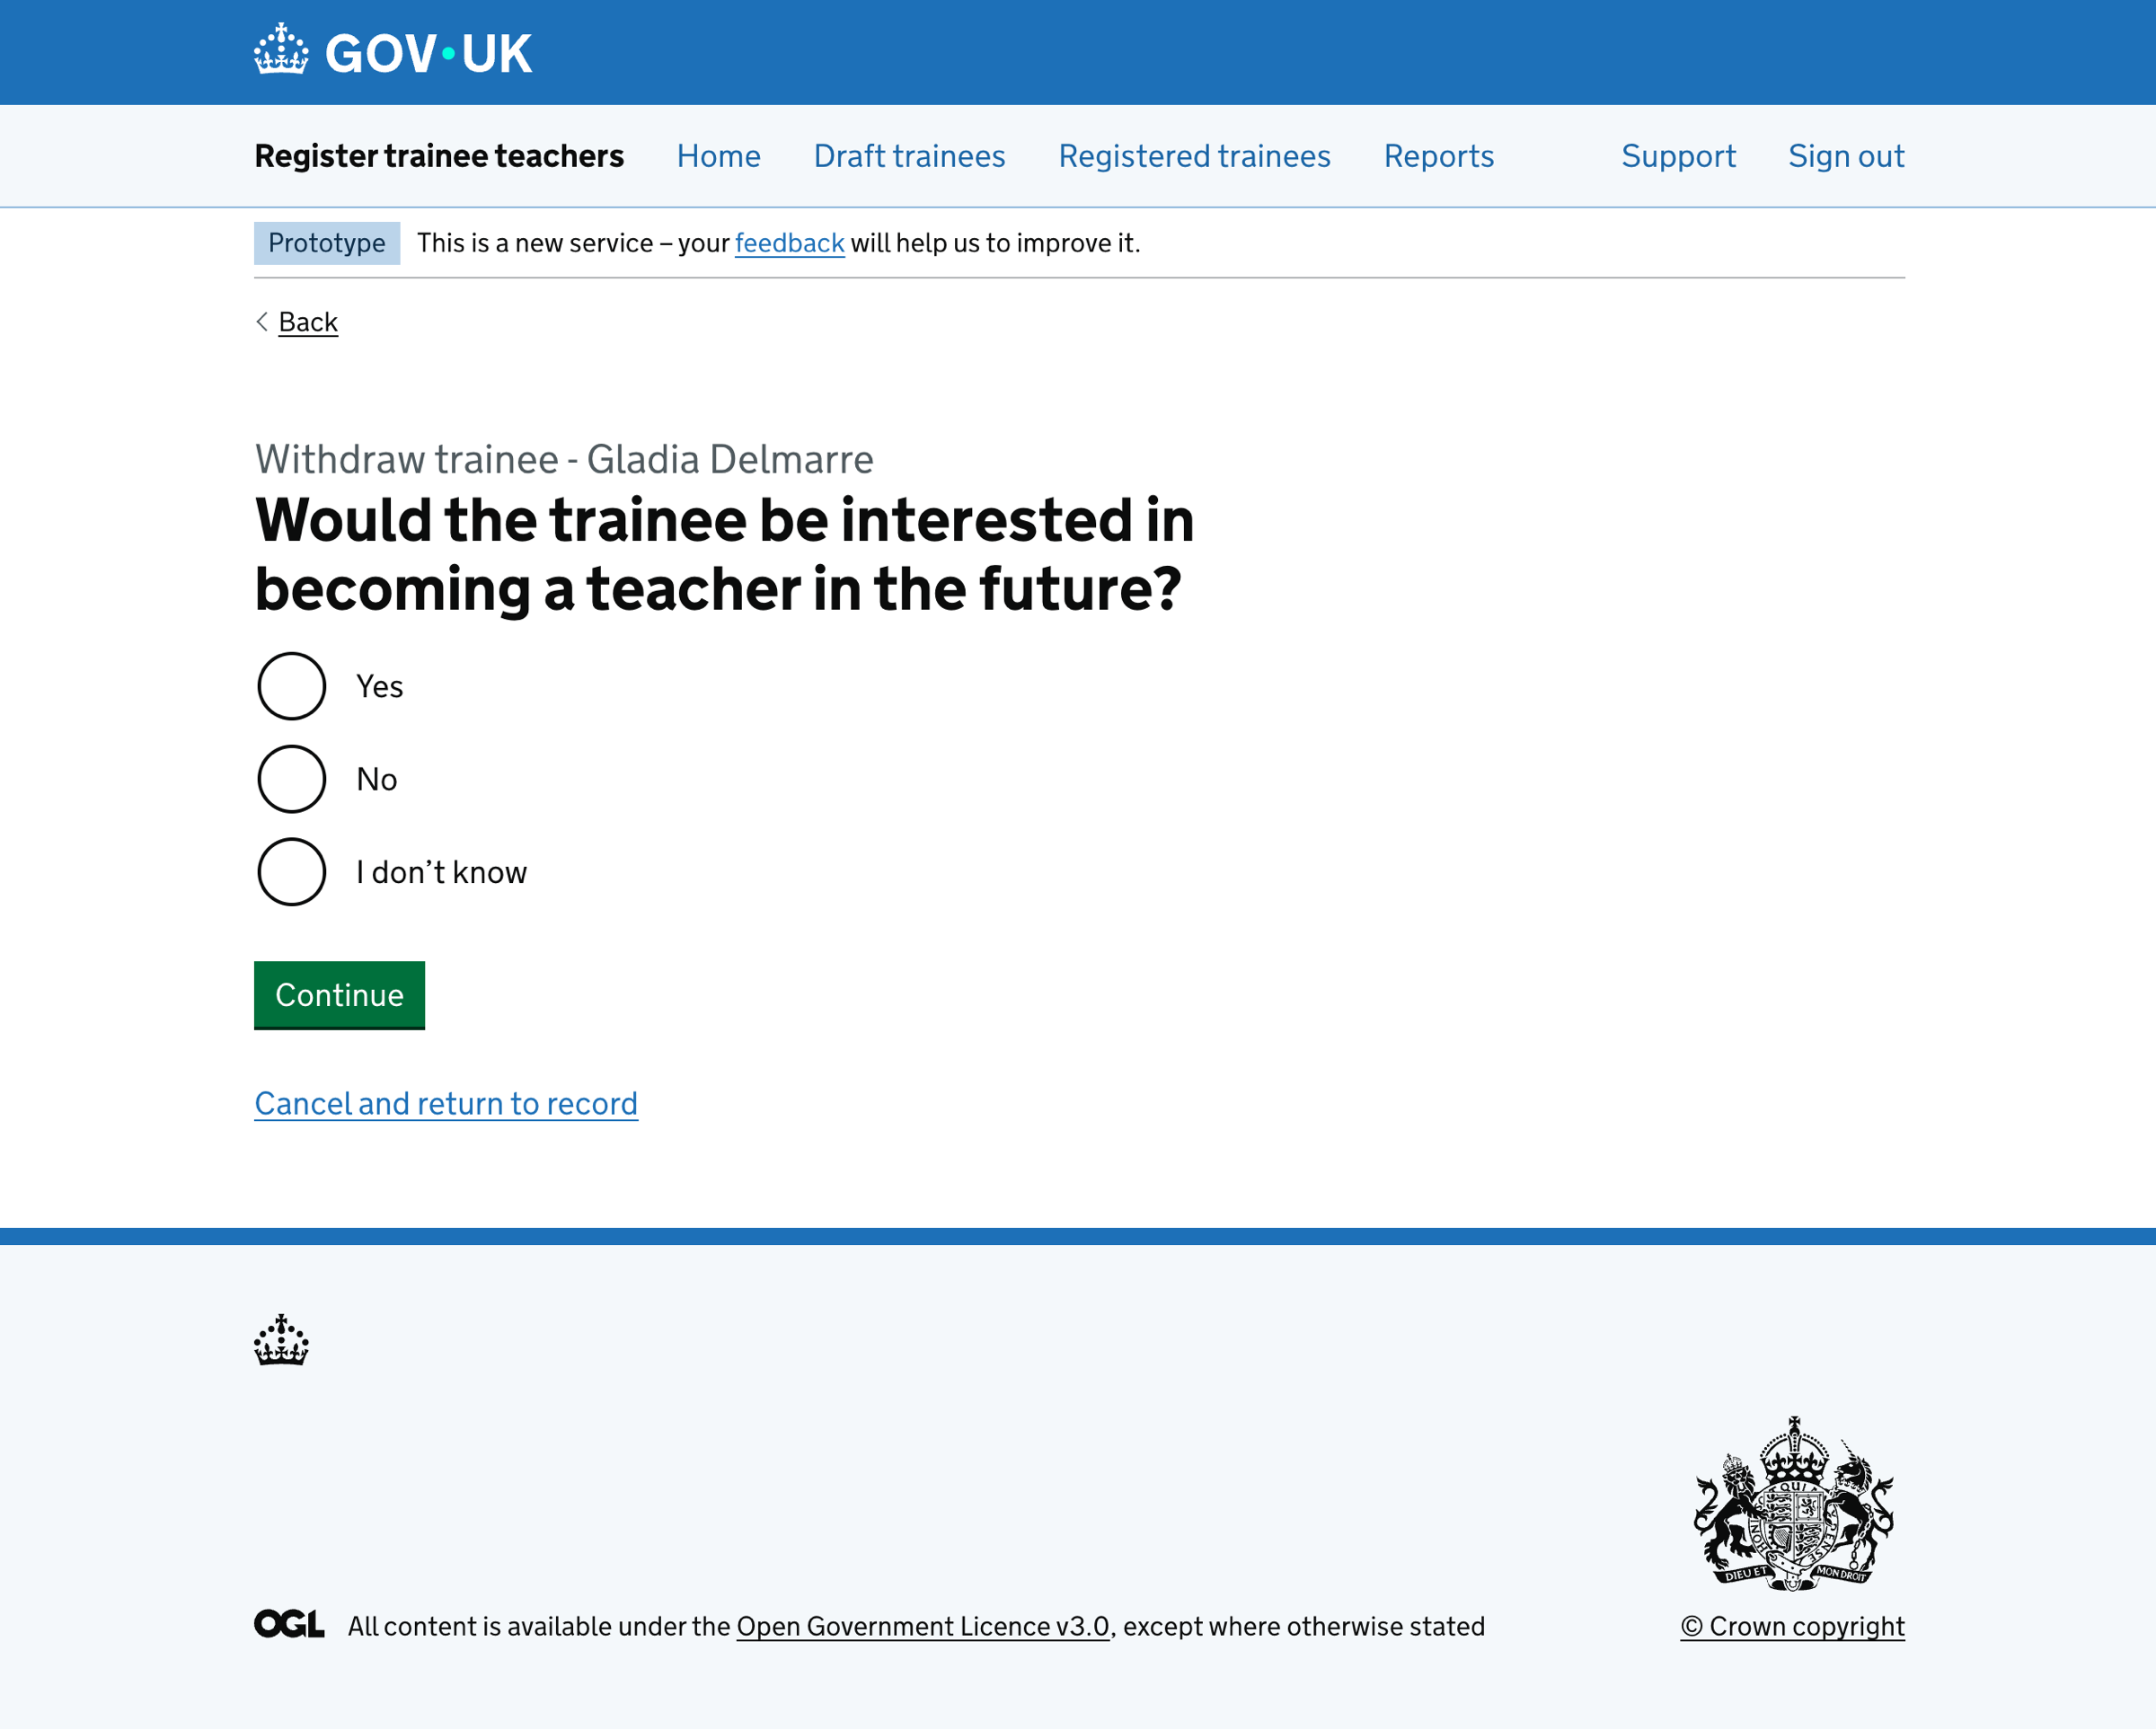 GOV·UK
Register trainee teachers Home Draft trainees Registered trainees Reports Support Sign out
Prototype This is a new service – your feedback will help us to improve it.
Back
Withdraw trainee - Gladia Delmarre
Would the trainee be interested in
becoming a teacher in the future?
Yes
No
I don’t know
Continue
Cancel and return to record
DIEU ET MON DROIT
OGL All content is available under the Open Government Licence v3.0, except where otherwise stated
© Crown copyright